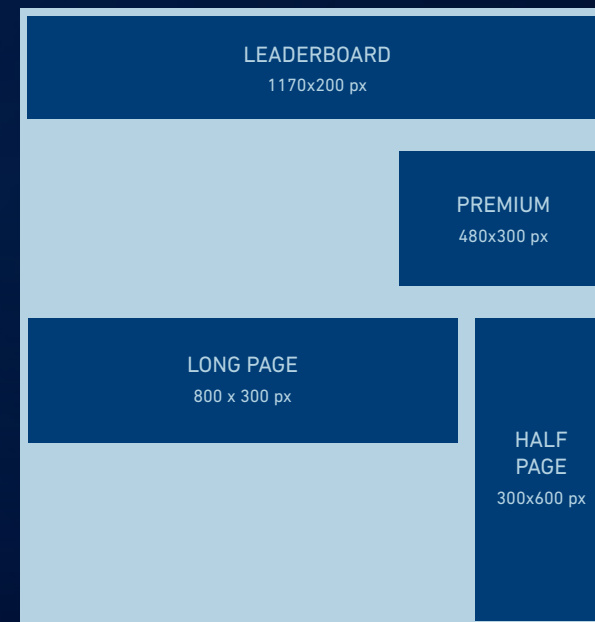 LEADERBOARD
1170x200 px
PREMIUM
480x300 px
LONG PAGE
800 x 300 px
HALF
PAGE
300x600 px